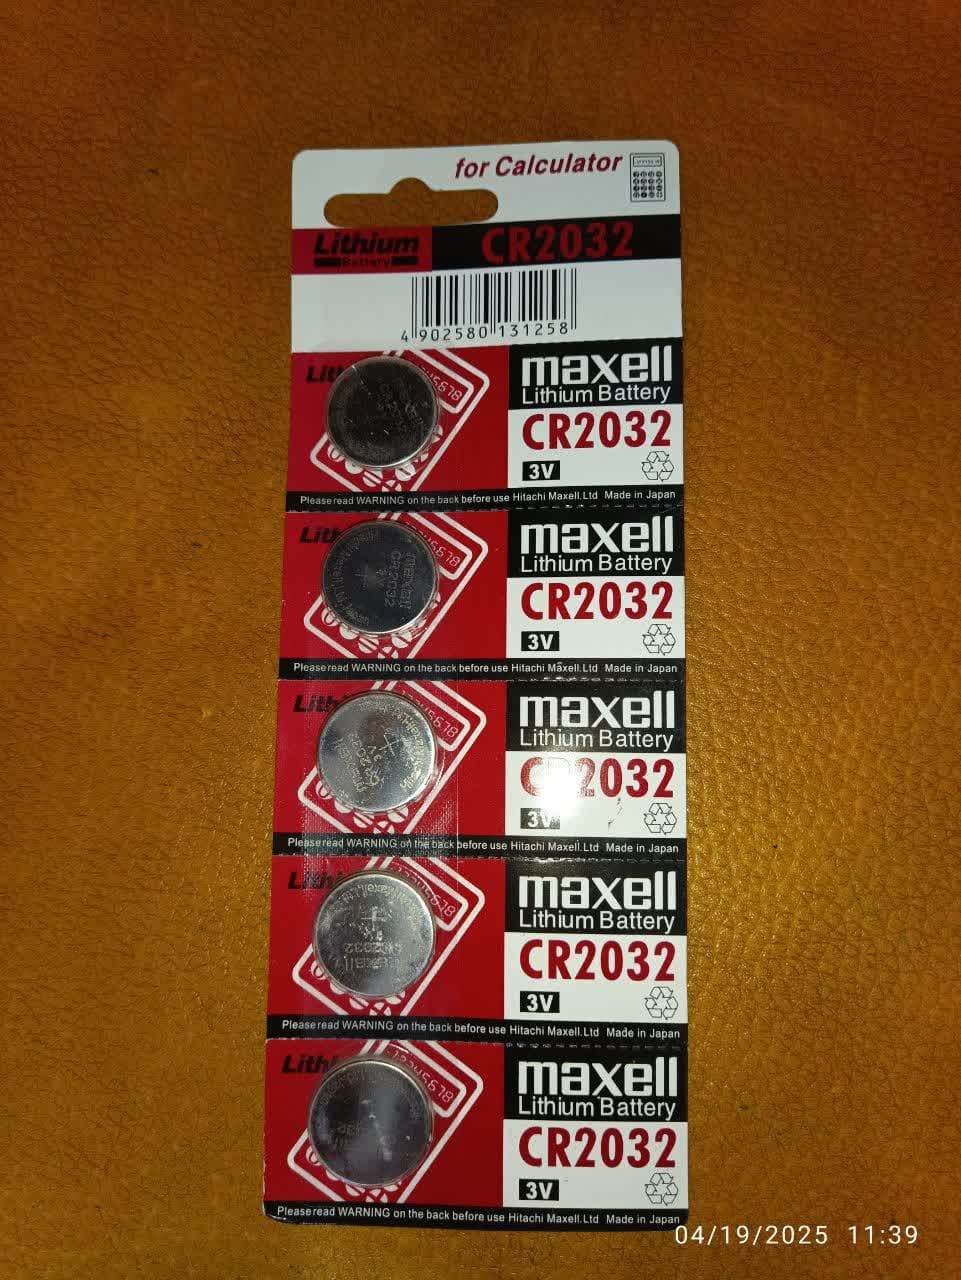 for Calculator
Lithium
Battery
CR2032
4 902580 131258
maxell
Lithium Battery
CR2032
3V
Please read WARNING on the back before use Hitachi Maxell.Ltd Made in Japan
maxell
CR2032
maxell
Lithium Battery
CR2032
3V
Please read WARNING on the back before use Hitachi Maxell.Ltd Made in Japan
maxell
Lithium Battery
CR2032
3V
Please read WARNING on the back before use Hitachi Maxell.Ltd Made in Japan
maxell
Lithium Battery
CR2032
3V
Please read WARNING on the back before use Hitachi Maxell.Ltd Made in Japan
maxell
Lithium Battery
CR2032
3V
Please read WARNING on the back before use Hitachi Maxell.Ltd Made in Japan
04/19/2025 11:39